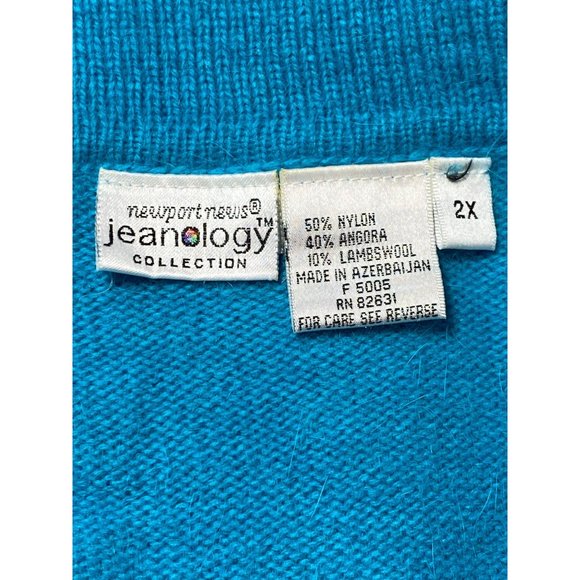 newport news®
jeanology™
COLLECTION
50% NYLON
40% ANGORA
10% LAMBSWOOL
MADE IN AZERBAIJAN
F 5005
RN 82631
FOR CARE SEE REVERSE
2X